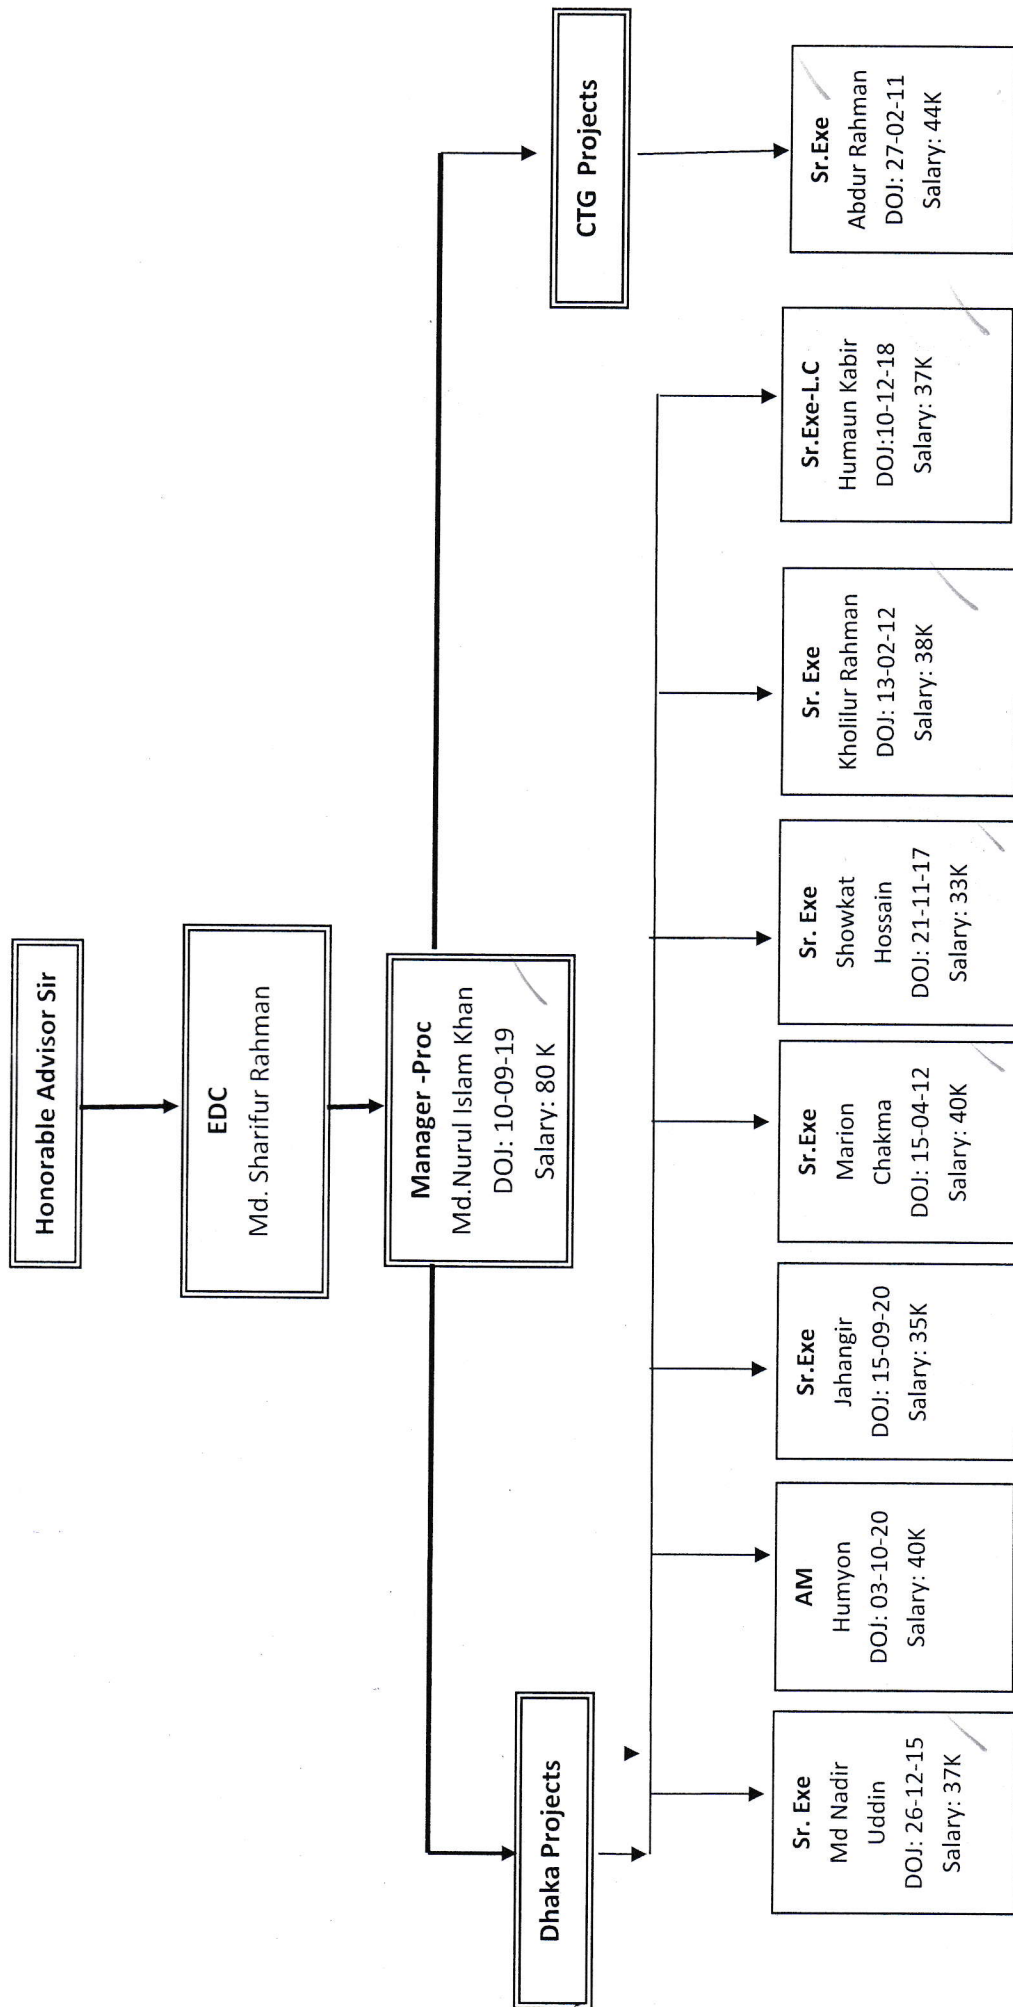 Honorable Advisor Sir
EDC
Md. Sharifur Rahman
Manager -Proc
Md.Nurul Islam Khan
DOJ: 10-09-19
Salary: 80 K
Dhaka Projects
CTG Projects
Sr. Exe
Md Nadir
Uddin
DOJ: 26-12-15
Salary: 37K
AM
Humyon
DOJ: 03-10-20
Salary: 40K
Sr.Exe
Jahangir
DOJ: 15-09-20
Salary: 35K
Sr.Exe
Marion
Chakma
DOJ: 15-04-12
Salary: 40K
Sr. Exe
Showkat
Hossain
DOJ: 21-11-17
Salary: 33K
Sr. Exe
Kholilur Rahman
DOJ: 13-02-12
Salary: 38K
Sr.Exe-L.C
Humaun Kabir
DOJ:10-12-18
Salary: 37K
Sr.Exe
Abdur Rahman
DOJ: 27-02-11
Salary: 44K